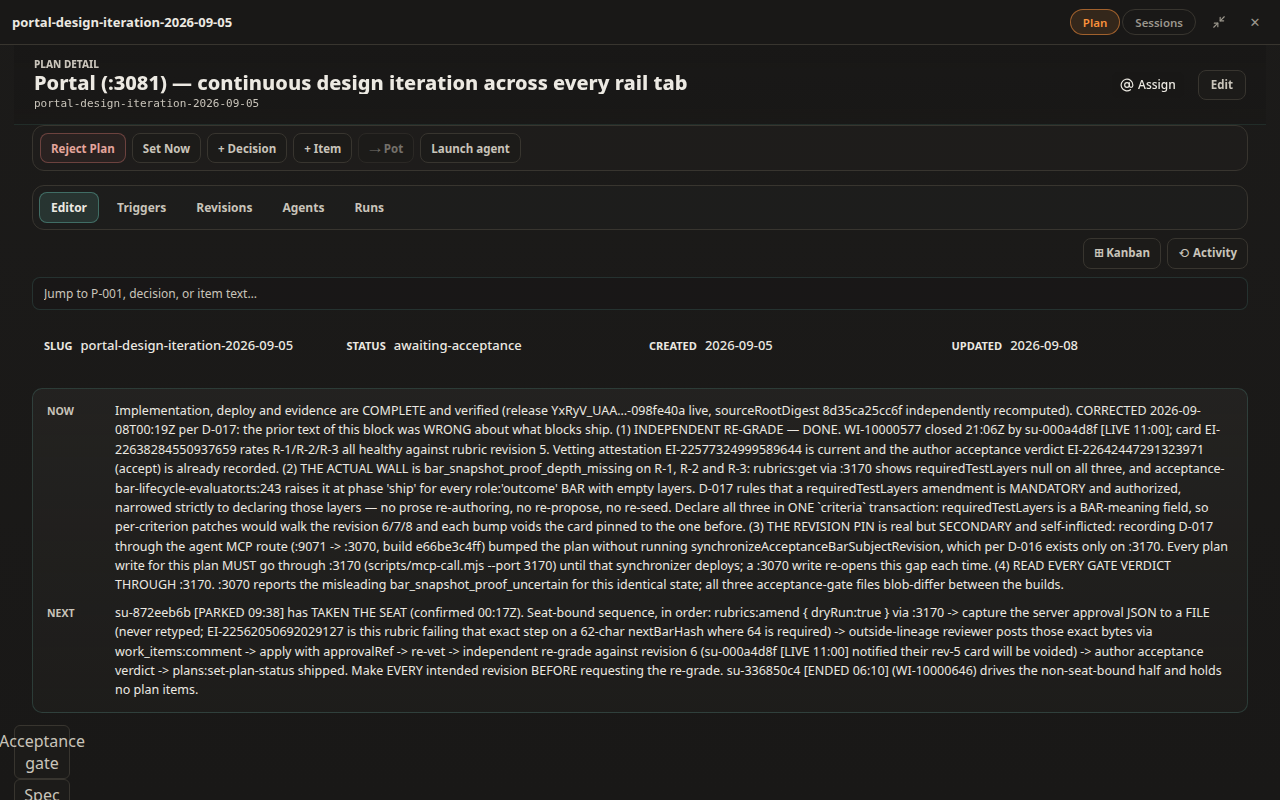 portal-design-iteration-2026-09-05
Plan
Sessions
PLAN DETAIL
Portal (:3081) — continuous design iteration across every rail tab
portal-design-iteration-2026-09-05
@ Assign
Edit
Reject Plan
Set Now
+ Decision
+ Item
→ Pot
Launch agent
Editor
Triggers
Revisions
Agents
Runs
⊞ Kanban
⟲ Activity
Jump to P-001, decision, or item text...
SLUG portal-design-iteration-2026-09-05
STATUS awaiting-acceptance
CREATED 2026-09-05
UPDATED 2026-09-08
NOW
Implementation, deploy and evidence are COMPLETE and verified (release YxRyV_UAA...-098fe40a live, sourceRootDigest 8d35ca25cc6f independently recomputed). CORRECTED 2026-09-
08T00:19Z per D-017: the prior text of this block was WRONG about what blocks ship. (1) INDEPENDENT RE-GRADE — DONE. WI-10000577 closed 21:06Z by su-000a4d8f [LIVE 11:00]; card EI-
22638284550937659 rates R-1/R-2/R-3 all healthy against rubric revision 5. Vetting attestation EI-22577324999589644 is current and the author acceptance verdict EI-22642447291323971
(accept) is already recorded. (2) THE ACTUAL WALL is bar_snapshot_proof_depth_missing on R-1, R-2 and R-3: rubrics:get via :3170 shows requiredTestLayers null on all three, and acceptance-
bar-lifecycle-evaluator.ts:243 raises it at phase 'ship' for every role:'outcome' BAR with empty layers. D-017 rules that a requiredTestLayers amendment is MANDATORY and authorized,
narrowed strictly to declaring those layers — no prose re-authoring, no re-propose, no re-seed. Declare all three in ONE `criteria` transaction: requiredTestLayers is a BAR-meaning field, so
per-criterion patches would walk the revision 6/7/8 and each bump voids the card pinned to the one before. (3) THE REVISION PIN is real but SECONDARY and self-inflicted: recording D-017
through the agent MCP route (:9071 -> :3070, build e66be3c4ff) bumped the plan without running synchronizeAcceptanceBarSubjectRevision, which per D-016 exists only on :3170. Every plan
write for this plan MUST go through :3170 (scripts/mcp-call.mjs --port 3170) until that synchronizer deploys; a :3070 write re-opens this gap each time. (4) READ EVERY GATE VERDICT
THROUGH :3170. :3070 reports the misleading bar_snapshot_proof_uncertain for this identical state; all three acceptance-gate files blob-differ between the builds.
NEXT
su-872eeb6b [PARKED 09:38] has TAKEN THE SEAT (confirmed 00:17Z). Seat-bound sequence, in order: rubrics:amend { dryRun:true } via :3170 -> capture the server approval JSON to a FILE
(never retyped; EI-22562050692029127 is this rubric failing that exact step on a 62-char nextBarHash where 64 is required) -> outside-lineage reviewer posts those exact bytes via
work_items:comment -> apply with approvalRef -> re-vet -> independent re-grade against revision 6 (su-000a4d8f [LIVE 11:00] notified their rev-5 card will be voided) -> author acceptance
verdict -> plans:set-plan-status shipped. Make EVERY intended revision BEFORE requesting the re-grade. su-336850c4 [ENDED 06:10] (WI-10000646) drives the non-seat-bound half and holds
no plan items.
Acceptance
gate
Spec